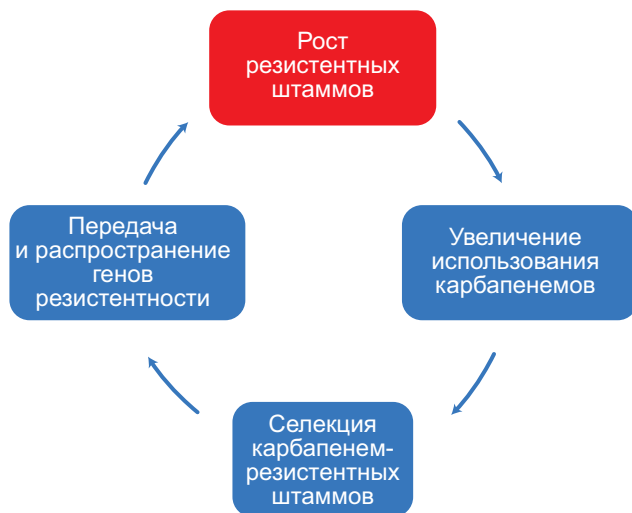 Рост
резистентных
штаммов
Передача
и распространение
генов
резистентности
Увеличение
использования
карбапенемов
Селекция
карбапенем-
резистентных
штаммов